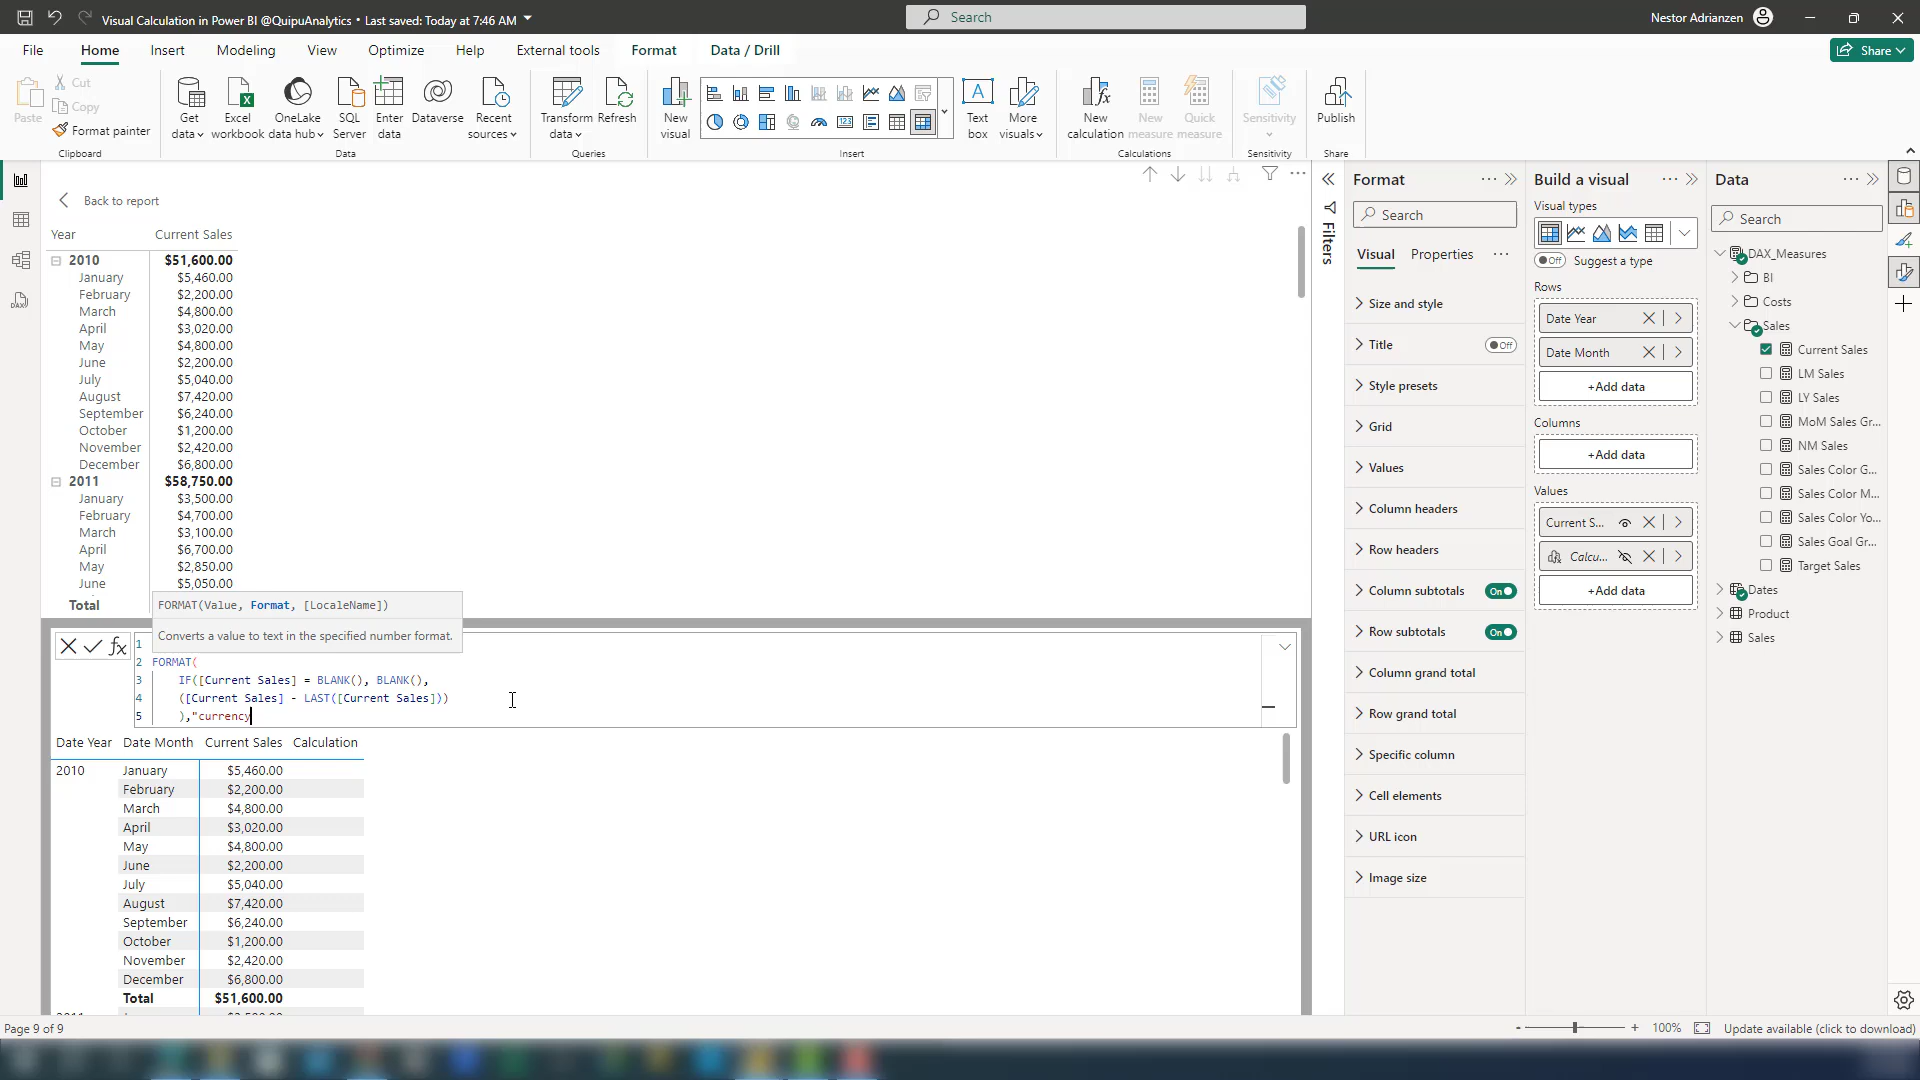 Visual Calculation in Power BI @QuipuAnalytics • Last saved: Today at 7:46 AM
Search
Nestor Adrianzen
File Home Insert Modeling View Optimize Help External tools Format Data / Drill
Share
Paste
Cut
Copy
Format painter
Clipboard
Get data
Excel workbook
OneLake data hub
SQL Server
Enter data
Dataverse
Recent sources
Data
Transform data
Refresh
Queries
New visual
Text box
More visuals
Insert
New calculation
New measure
Quick measure
Calculations
Sensitivity
Sensitivity
Publish
Share
Back to report
Year Current Sales
2010 $51,600.00
January $5,460.00
February $2,200.00
March $4,800.00
April $3,020.00
May $4,800.00
June $2,200.00
July $5,040.00
August $7,420.00
September $6,240.00
October $1,200.00
November $2,420.00
December $6,800.00
2011 $58,750.00
January $3,500.00
February $4,700.00
March $3,100.00
April $6,700.00
May $2,850.00
June $5,050.00
Total
FORMAT(Value, Format, [LocaleName])
Converts a value to text in the specified number format.
1
2 FORMAT(
3 IF([Current Sales] = BLANK(), BLANK(),
4 ([Current Sales] - LAST([Current Sales]))
5 ),"currency
Date Year Date Month Current Sales Calculation
2010 January $5,460.00
February $2,200.00
March $4,800.00
April $3,020.00
May $4,800.00
June $2,200.00
July $5,040.00
August $7,420.00
September $6,240.00
October $1,200.00
November $2,420.00
December $6,800.00
Total $51,600.00
Filters
Format
Search
Visual Properties
Size and style
Title Off
Style presets
Grid
Values
Column headers
Row headers
Column subtotals On
Row subtotals On
Column grand total
Row grand total
Specific column
Cell elements
URL icon
Image size
Build a visual
Visual types
Off Suggest a type
Rows
Date Year
Date Month
+Add data
Columns
+Add data
Values
Current S...
Calcu...
+Add data
Data
Search
DAX_Measures
BI
Costs
Sales
Current Sales
LM Sales
LY Sales
MoM Sales Gr...
NM Sales
Sales Color G...
Sales Color M...
Sales Color Yo...
Sales Goal Gr...
Target Sales
Dates
Product
Sales
Page 9 of 9
- + 100%
Update available (click to download)